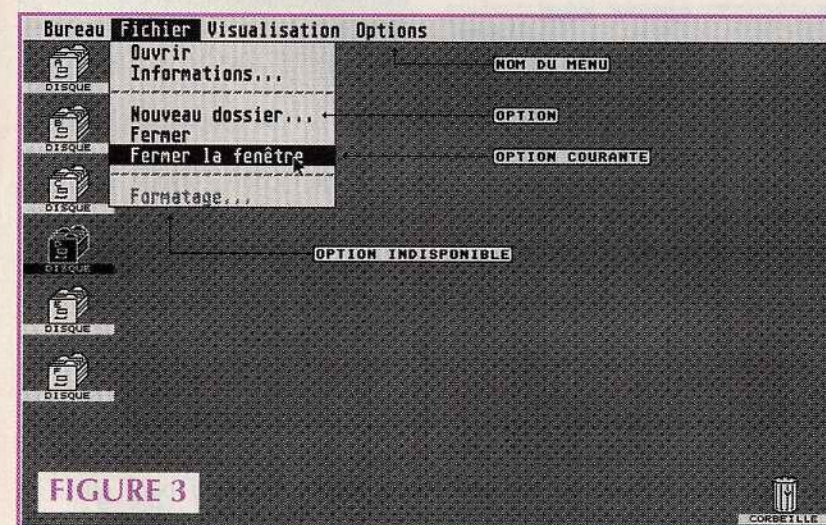 Bureau Fichier Visualisation Options
Ouvrir
Informations...
Nouveau dossier...
Fermer
Fermer la fenêtre
Formatage...
NOM DU MENU
OPTION
OPTION COURANTE
OPTION INDISPONIBLE
A
DISQUE
B
DISQUE
C
DISQUE
D
DISQUE
E
DISQUE
F
DISQUE
FIGURE 3
CORBEILLE